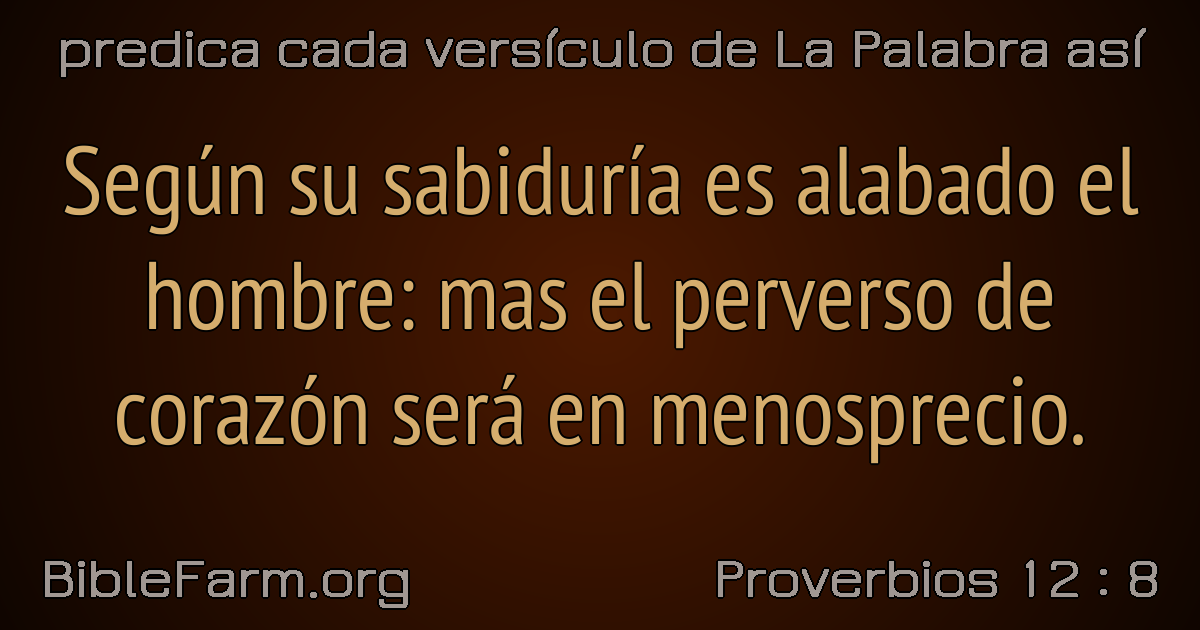 predica cada versículo de La Palabra así
Según su sabiduría es alabado el
hombre: mas el perverso de
corazón será en menosprecio.
BibleFarm.org
Proverbios 12 : 8